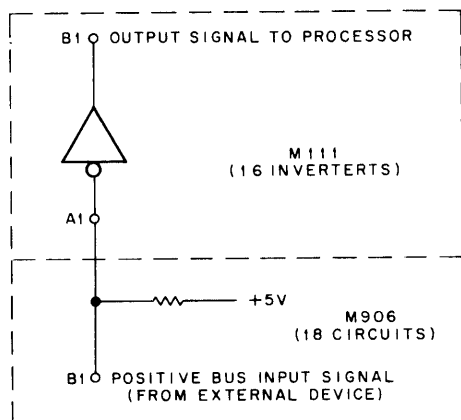 B1 OUTPUT SIGNAL TO PROCESSOR
M111
(16 INVERTERTS)
A1
+5V
M906
(18 CIRCUITS)
B1 POSITIVE BUS INPUT SIGNAL
(FROM EXTERNAL DEVICE)